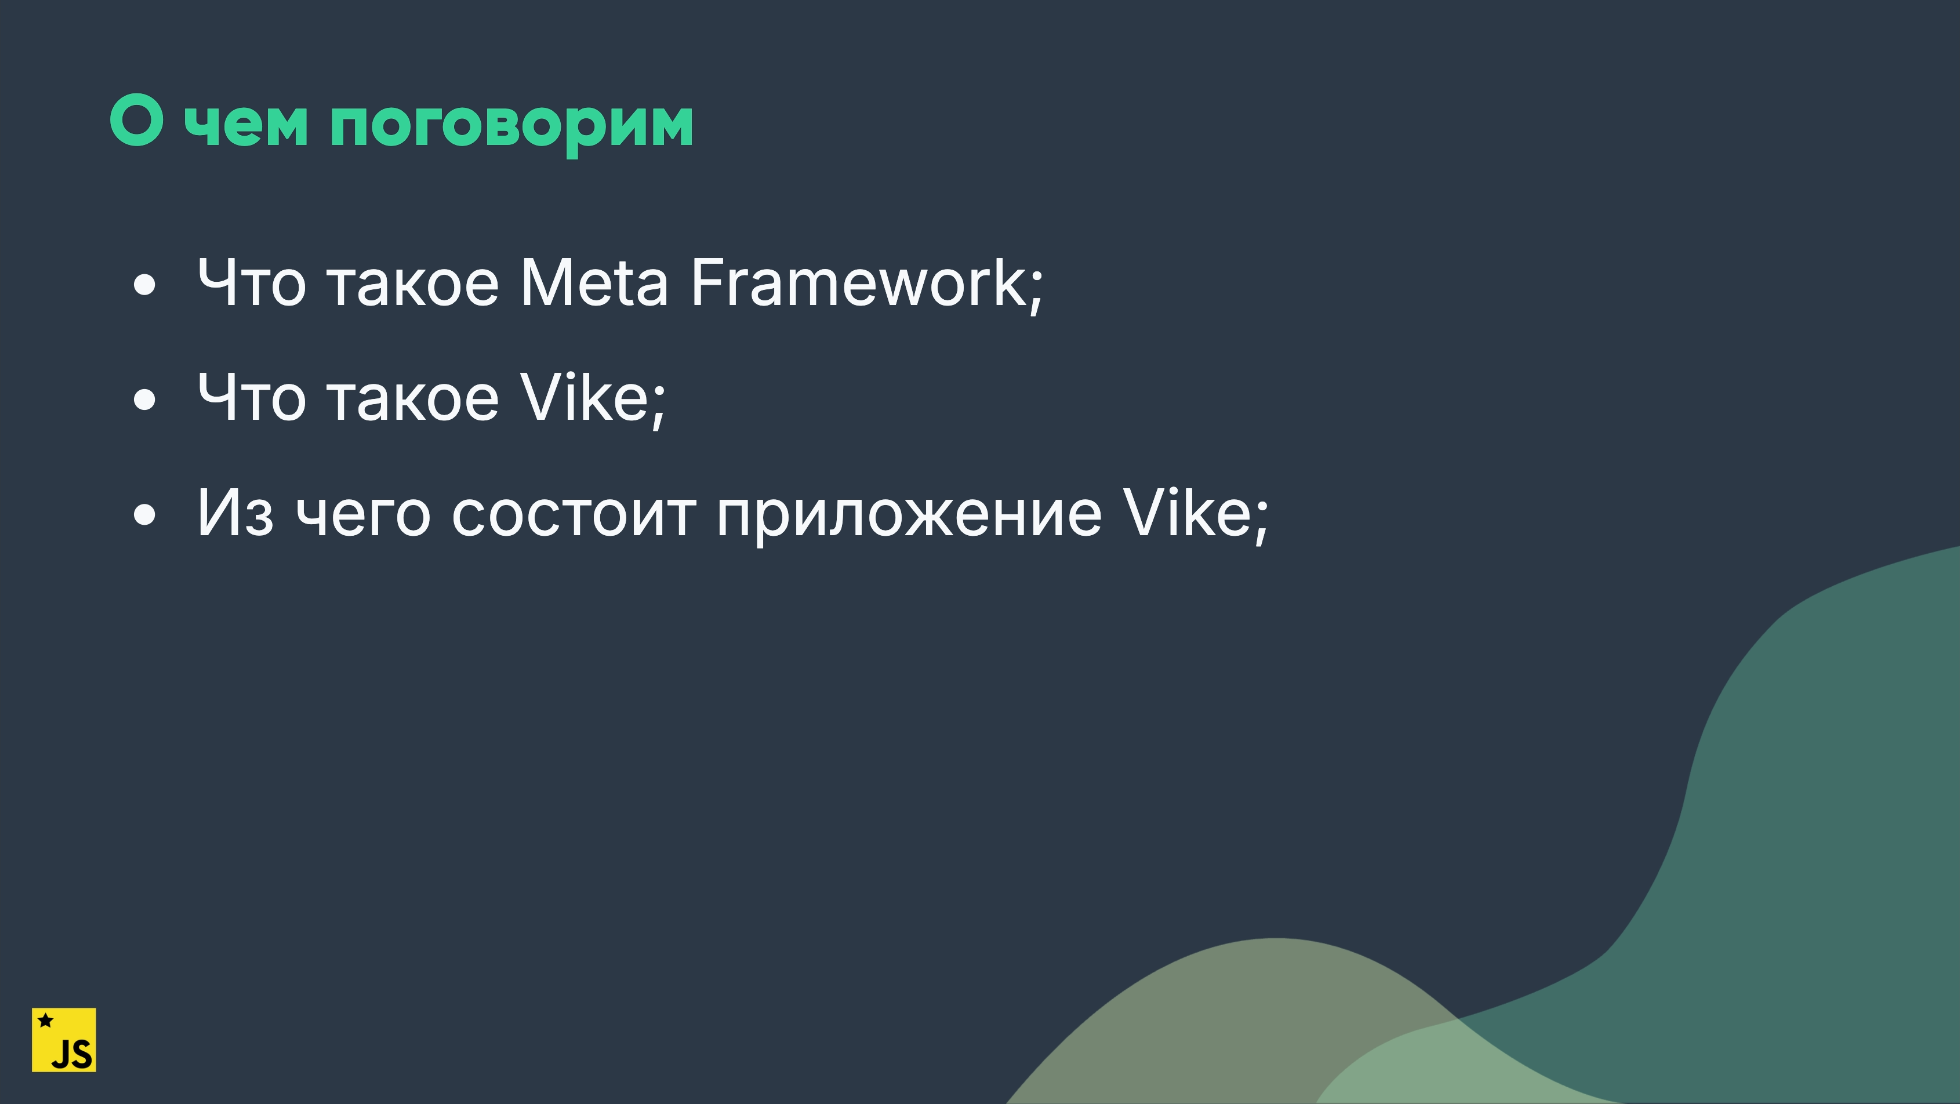 О чем поговорим
• Что такое Meta Framework;
• Что такое Vike;
• Из чего состоит приложение Vike;
JS